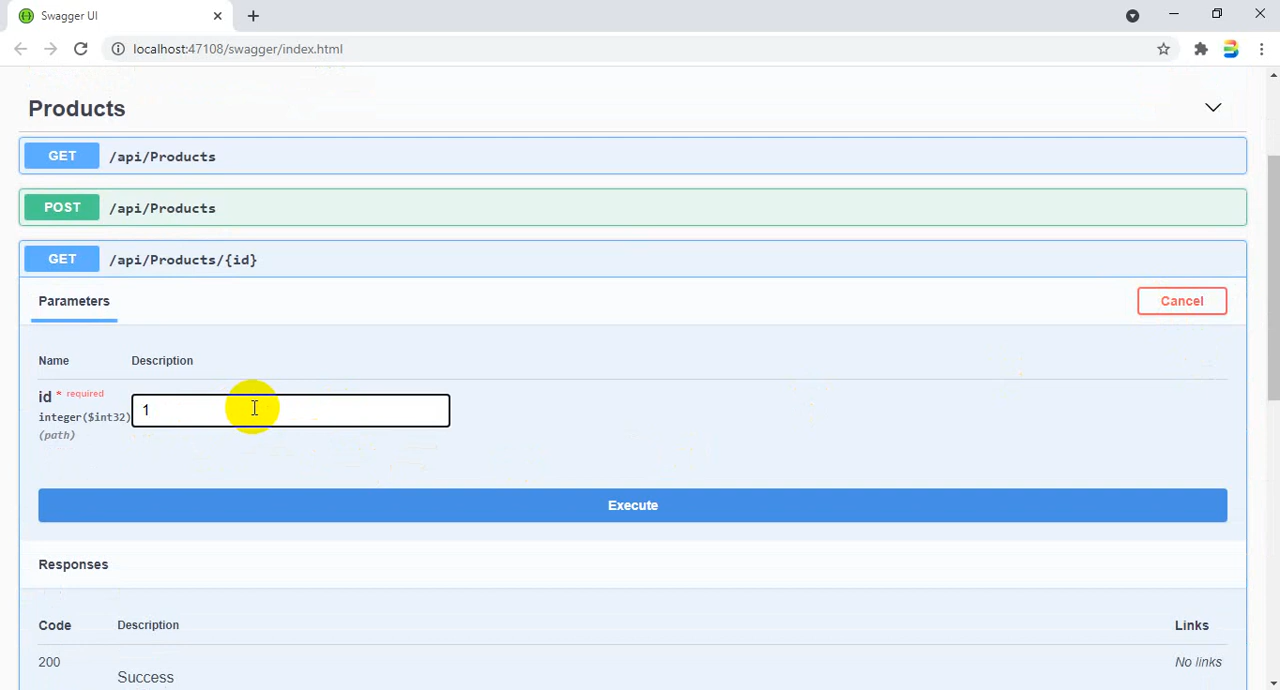 Swagger UI
localhost:47108/swagger/index.html
Products
GET /api/Products
POST /api/Products
GET /api/Products/{id}
Parameters
Cancel
Name Description
id * required
integer($int32)
(path)
1
Execute
Responses
Code Description Links
200 No links
Success